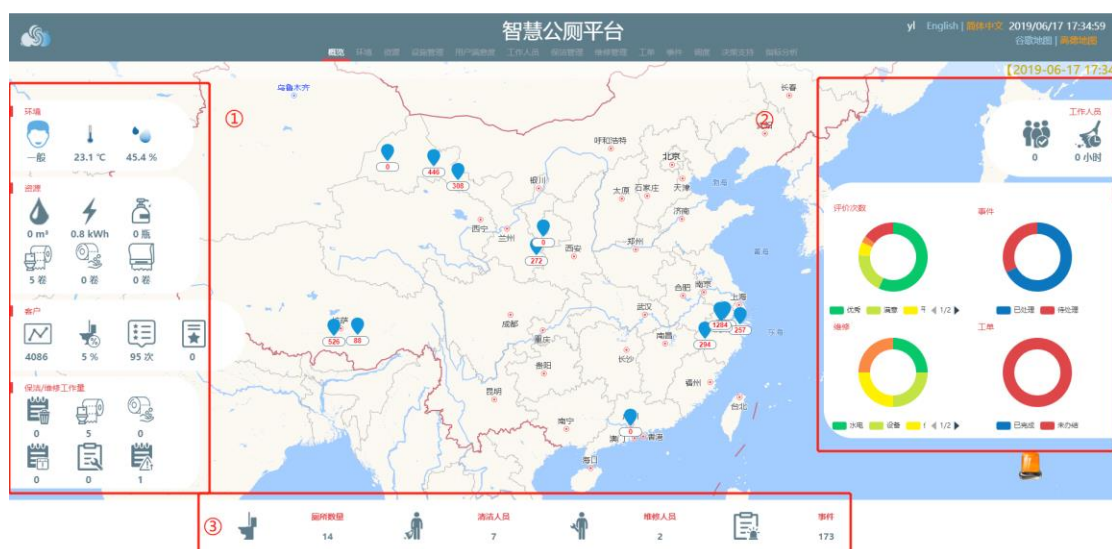 智慧公厕平台
yl English | 简体中文 2019/06/17 17:34:59
谷歌地图 | 高德地图
概览 环境 资源 设施管理 用户满意度 工作人员 保洁管理 维修管理 工单 事件 调度 决策支持 指标分析
【2019-06-17 17:34
①
环境
一般 23.1 ℃ 45.4 %
资源
0 m³ 0.8 kWh 0 瓶
5 卷 0 卷 0 卷
客户
4086 5 % 95 次 0
保洁/维修工作量
0 5 0
0 0 1
乌鲁木齐
长春
呼和浩特
北京
银川
太原 石家庄 天津
渤海
济南
西宁
兰州
西安
郑州
黄海
合肥 南京
上海
武汉
成都
重庆
南昌
长沙
东海
贵阳
福州
昆明
台北
南宁
澳门
香港
海口
0
446
308
0
272
526 88
1284
257
294
0
②
工作人员
0 0 小时
评价次数 事件
优秀 满意 1/2 已处理 待处理
维修 工单
水电 设备 1/2 已完成 未办结
③
厕所数量 清洁人员 维修人员 事件
14 7 2 173